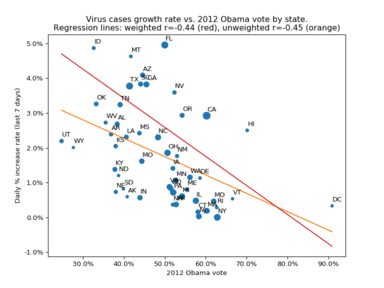 Virus cases growth rate vs. 2012 Obama vote by state.
Regression lines: weighted r=-0.44 (red), unweighted r=-0.45 (orange)
Daily % increase rate (last 7 days)
5.0%
4.0%
3.0%
2.0%
1.0%
0.0%
-1.0%
ID
FL
MT
AZ
TX
GA
NV
OK
TN
OR
CA
WV
AL
HI
AR
LA
MS
NC
UT
WY
KS
OH
NM
MO
IA
KY
ND
MN
WA
DE
NE
SD
PA
ME
AK
IN
IL
MD
RI
VT
CT
NY
DC
30.0%
40.0%
50.0%
60.0%
70.0%
80.0%
90.0%
2012 Obama vote